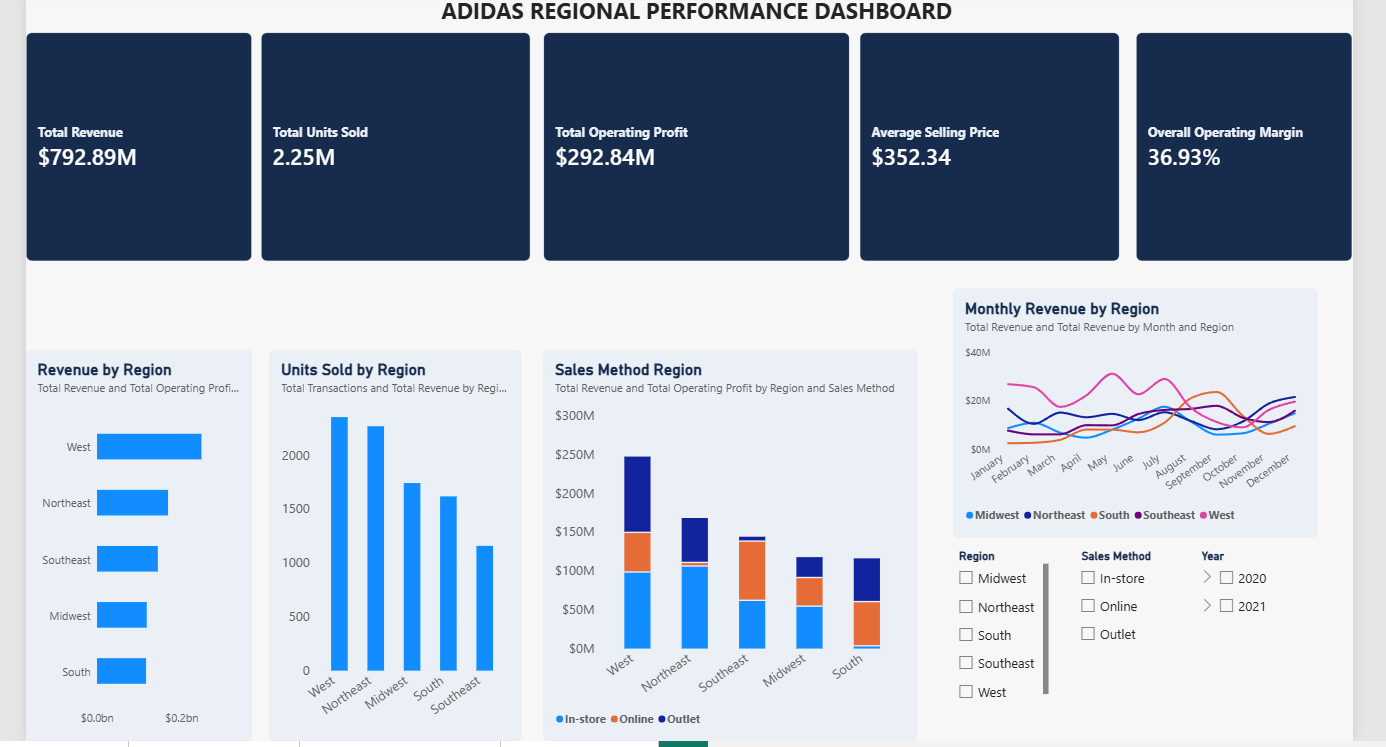 ADIDAS REGIONAL PERFORMANCE DASHBOARD
Total Revenue
$792.89M
Total Units Sold
2.25M
Total Operating Profit
$292.84M
Average Selling Price
$352.34
Overall Operating Margin
36.93%
Revenue by Region
Total Revenue and Total Operating Profi...
West
Northeast
Southeast
Midwest
South
$0.0bn $0.2bn
Units Sold by Region
Total Transactions and Total Revenue by Regi...
2000
1500
1000
500
0
West Northeast Midwest South Southeast
Sales Method Region
Total Revenue and Total Operating Profit by Region and Sales Method
$300M
$250M
$200M
$150M
$100M
$50M
$0M
West Northeast Southeast Midwest South
In-store Online Outlet
Monthly Revenue by Region
Total Revenue and Total Revenue by Month and Region
$40M
$20M
$0M
January February March April May June July August September October November December
Midwest Northeast South Southeast West
Region
Midwest
Northeast
South
Southeast
West
Sales Method
In-store
Online
Outlet
Year
2020
2021